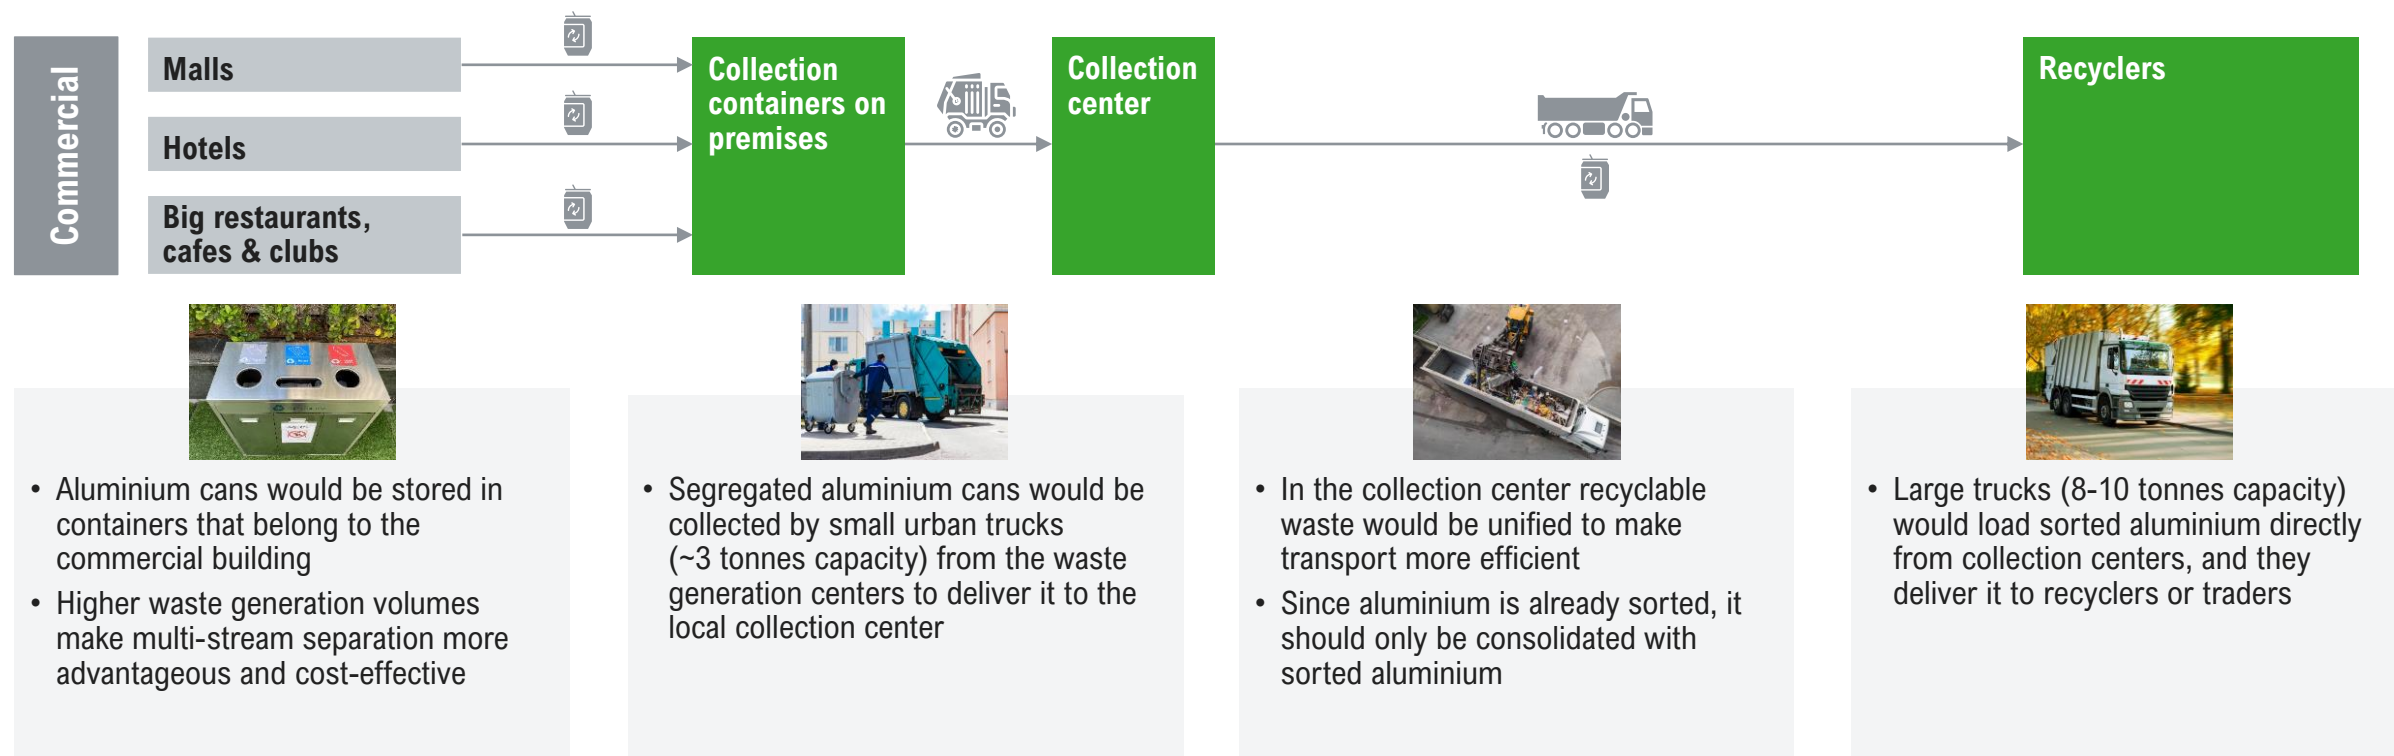 Commercial
Malls
Hotels
Big restaurants,
cafes & clubs
Collection
containers on
premises
Collection
center
Recyclers
• Aluminium cans would be stored in
containers that belong to the
commercial building
• Higher waste generation volumes
make multi-stream separation more
advantageous and cost-effective
• Segregated aluminium cans would be
collected by small urban trucks
(~3 tonnes capacity) from the waste
generation centers to deliver it to the
local collection center
• In the collection center recyclable
waste would be unified to make
transport more efficient
• Since aluminium is already sorted, it
should only be consolidated with
sorted aluminium
• Large trucks (8-10 tonnes capacity)
would load sorted aluminium directly
from collection centers, and they
deliver it to recyclers or traders